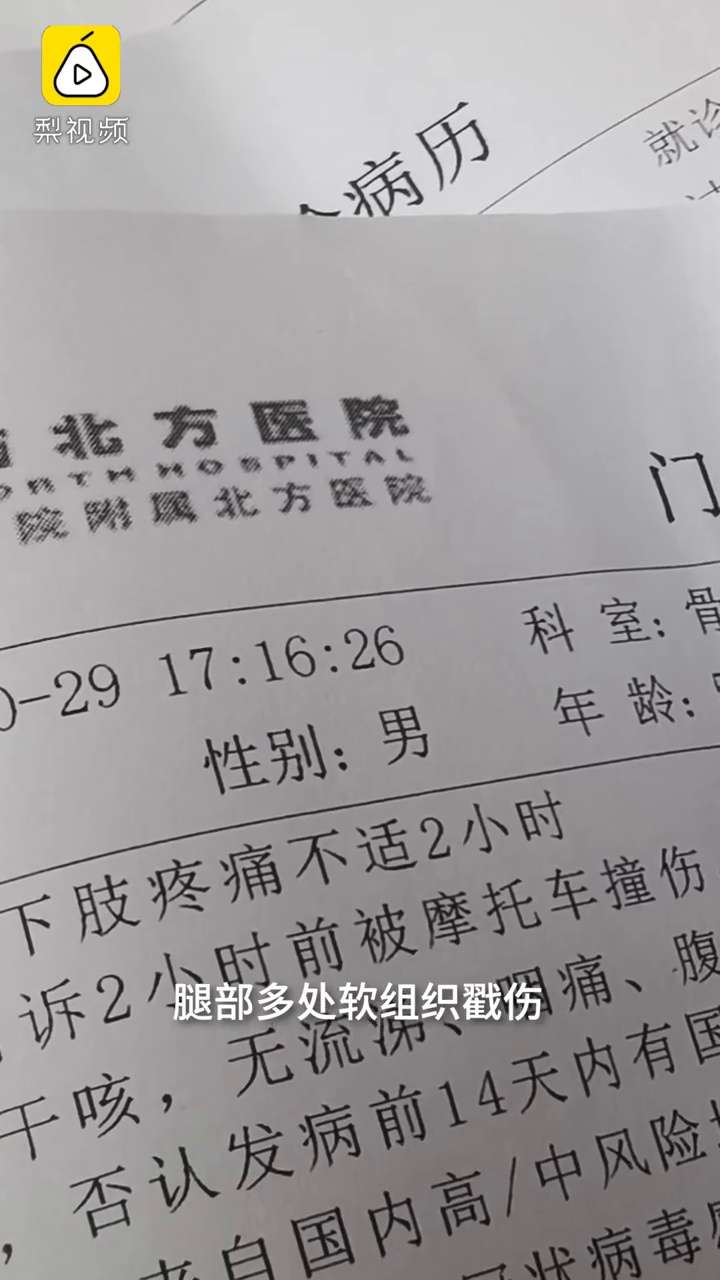 梨视频
病历
就诊
北方医院
ORTH HOSPITAL
院附属北方医院
门
0-29 17:16:26
科室:骨
性别:男
年龄:
下肢疼痛不适2小时
诉2小时前被摩托车撞伤
腿部多处软组织戳伤
干咳,无流涕、咽痛、腹
,否认发病前14天内有国
来自国内高/中风险
状病毒感